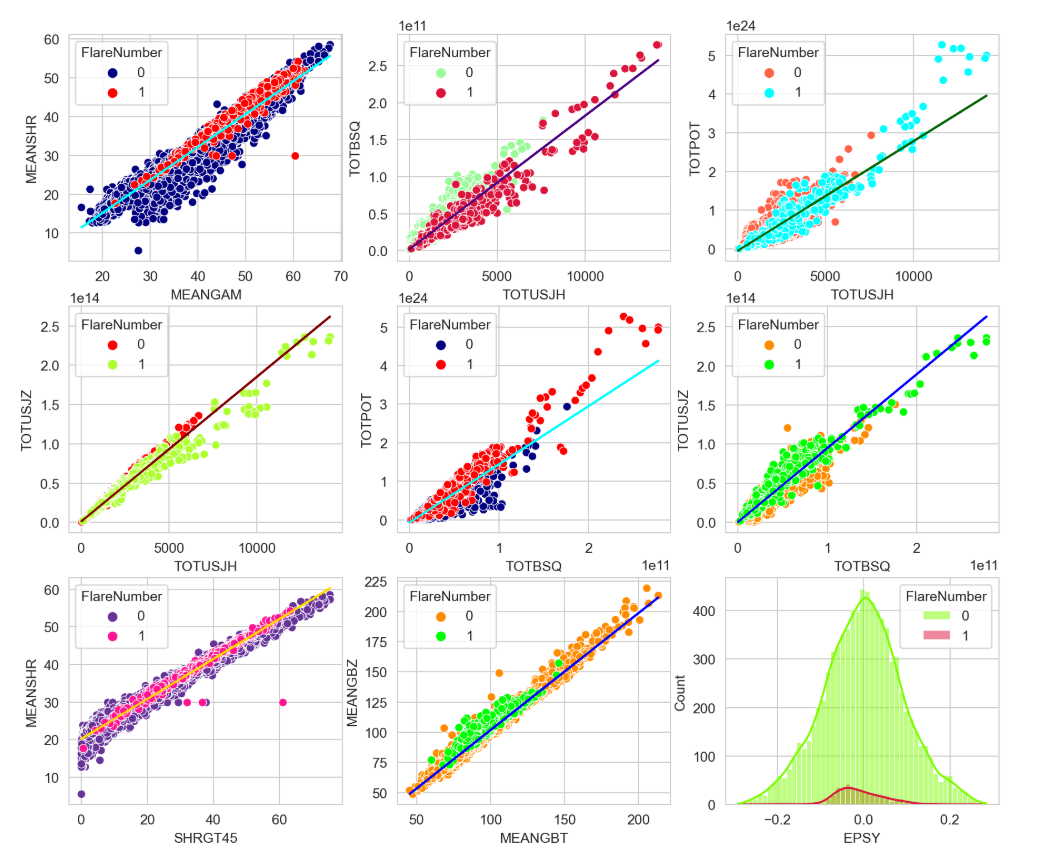 1e11
1e24
FlareNumber
0
1
60
50
40
30
20
10
MEANSHR
20 30 40 50 60 70
MEANGAM
FlareNumber
0
1
2.5
2.0
1.5
1.0
0.5
0.0
TOTBSQ
0 5000 10000
TOTUSJH
FlareNumber
0
1
5
4
3
2
1
0
TOTPOT
0 5000 10000
TOTUSJH
1e14
1e24
1e14
FlareNumber
0
1
2.5
2.0
1.5
1.0
0.5
0.0
TOTUSJZ
0 5000 10000
TOTUSJH
FlareNumber
0
1
5
4
3
2
1
0
TOTPOT
0 1 2
TOTBSQ
1e11
FlareNumber
0
1
2.5
2.0
1.5
1.0
0.5
0.0
TOTUSJZ
0 1 2
TOTBSQ
1e11
FlareNumber
0
1
60
50
40
30
20
10
MEANSHR
0 20 40 60
SHRGT45
FlareNumber
0
1
225
200
175
150
125
100
75
50
MEANGBZ
50 100 150 200
MEANGBT
FlareNumber
0
1
400
300
200
100
0
Count
−0.2 0.0 0.2
EPSY